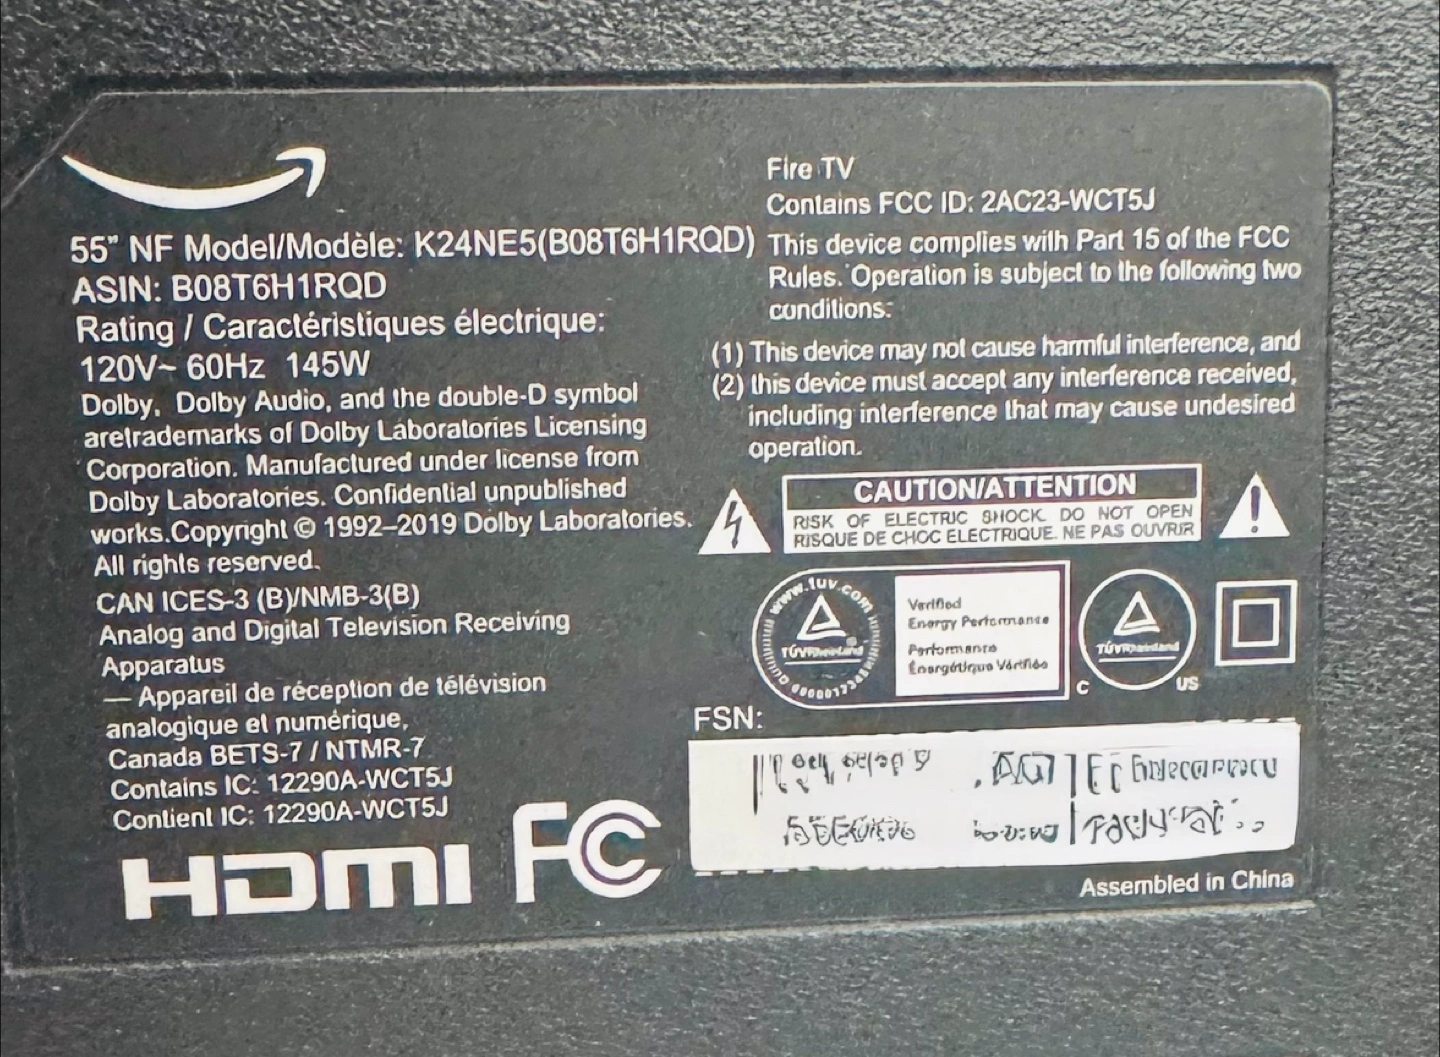 55" NF Model/Modèle: K24NE5(B08T6H1RQD)
ASIN: B08T6H1RQD
Rating / Caractéristiques électrique:
120V~ 60Hz 145W
Dolby, Dolby Audio, and the double-D symbol
aretrademarks of Dolby Laboratories Licensing
Corporation. Manufactured under license from
Dolby Laboratories. Confidential unpublished
works.Copyright © 1992–2019 Dolby Laboratories.
All rights reserved.
CAN ICES-3 (B)/NMB-3(B)
Analog and Digital Television Receiving
Apparatus
— Appareil de réception de télévision
analogique et numérique,
Canada BETS-7 / NTMR-7
Contains IC: 12290A-WCT5J
Contient IC: 12290A-WCT5J
HDMI FC
Fire TV
Contains FCC ID: 2AC23-WCT5J
This device complies with Part 15 of the FCC
Rules. Operation is subject to the following two
conditions:
(1) This device may not cause harmful interference, and
(2) this device must accept any interference received,
including interference that may cause undesired
operation.
CAUTION/ATTENTION
RISK OF ELECTRIC SHOCK. DO NOT OPEN
RISQUE DE CHOC ELECTRIQUE. NE PAS OUVRIR
www.tuv.com
TÜVRheinland
Verified
Energy Performance
Performance
Énergétique Vérifiée
TÜVRheinland
C US
FSN:
Assembled in China